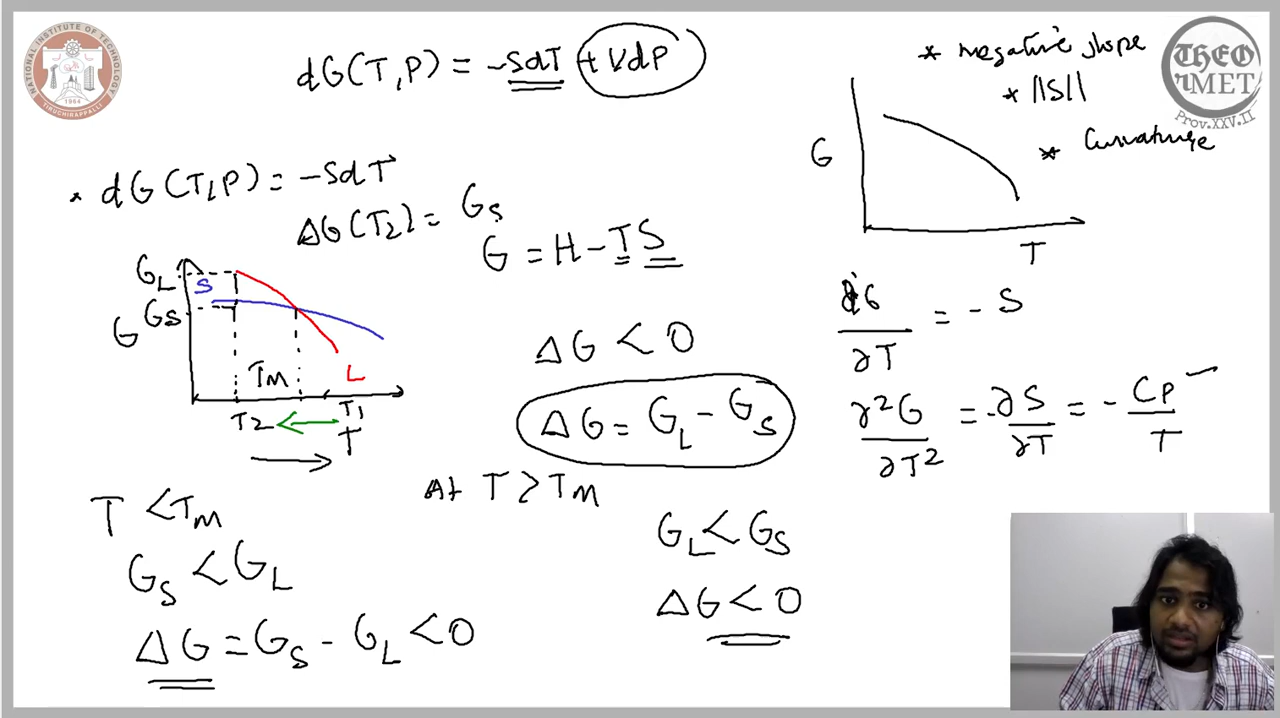 NATIONAL INSTITUTE OF TECHNOLOGY
1964
TIRUCHIRAPPALLI
dG(T,P) = -SdT + VdP
* negative slope
* ||S||
* Curvature
THEO
MET
Prov.XXV.II
G
T
* dG(T,P) = -SdT
ΔG(T2) = Gs
G = H - TS
GL
S
GS
G
TM
L
T2
T1
T
∂G/∂T = - S
∂²G/∂T² = -∂S/∂T = - CP/T
ΔG < 0
ΔG = GL - GS
At T > TM
GL < GS
ΔG < 0
T < TM
GS < GL
ΔG = GS - GL < 0